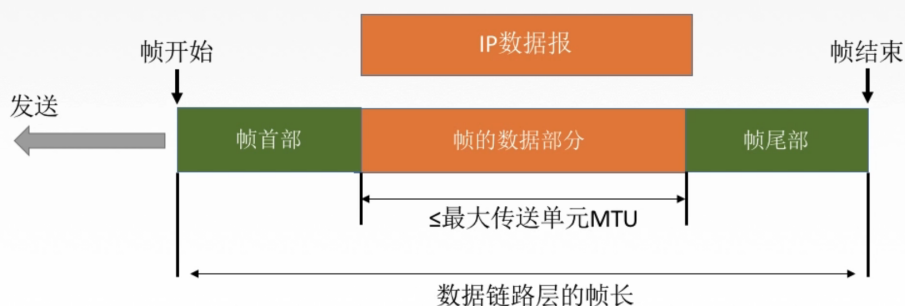 IP数据报
帧开始
帧结束
发送
帧首部
帧的数据部分
帧尾部
≤最大传送单元MTU
数据链路层的帧长